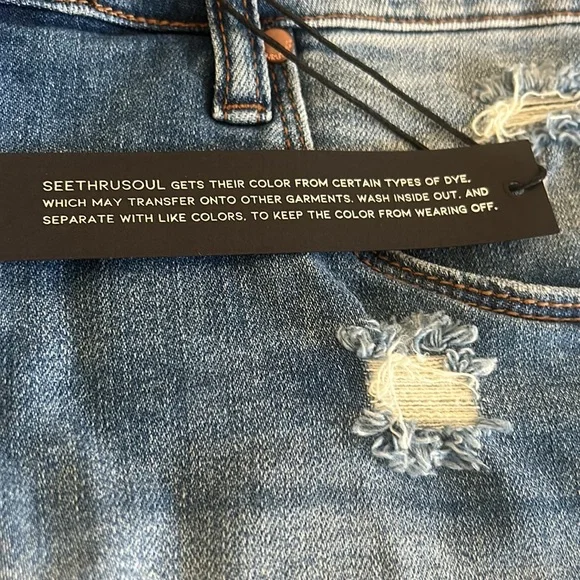 SEETHRUSOUL GETS THEIR COLOR FROM CERTAIN TYPES OF DYE,
WHICH MAY TRANSFER ONTO OTHER GARMENTS. WASH INSIDE OUT, AND
SEPARATE WITH LIKE COLORS, TO KEEP THE COLOR FROM WEARING OFF.